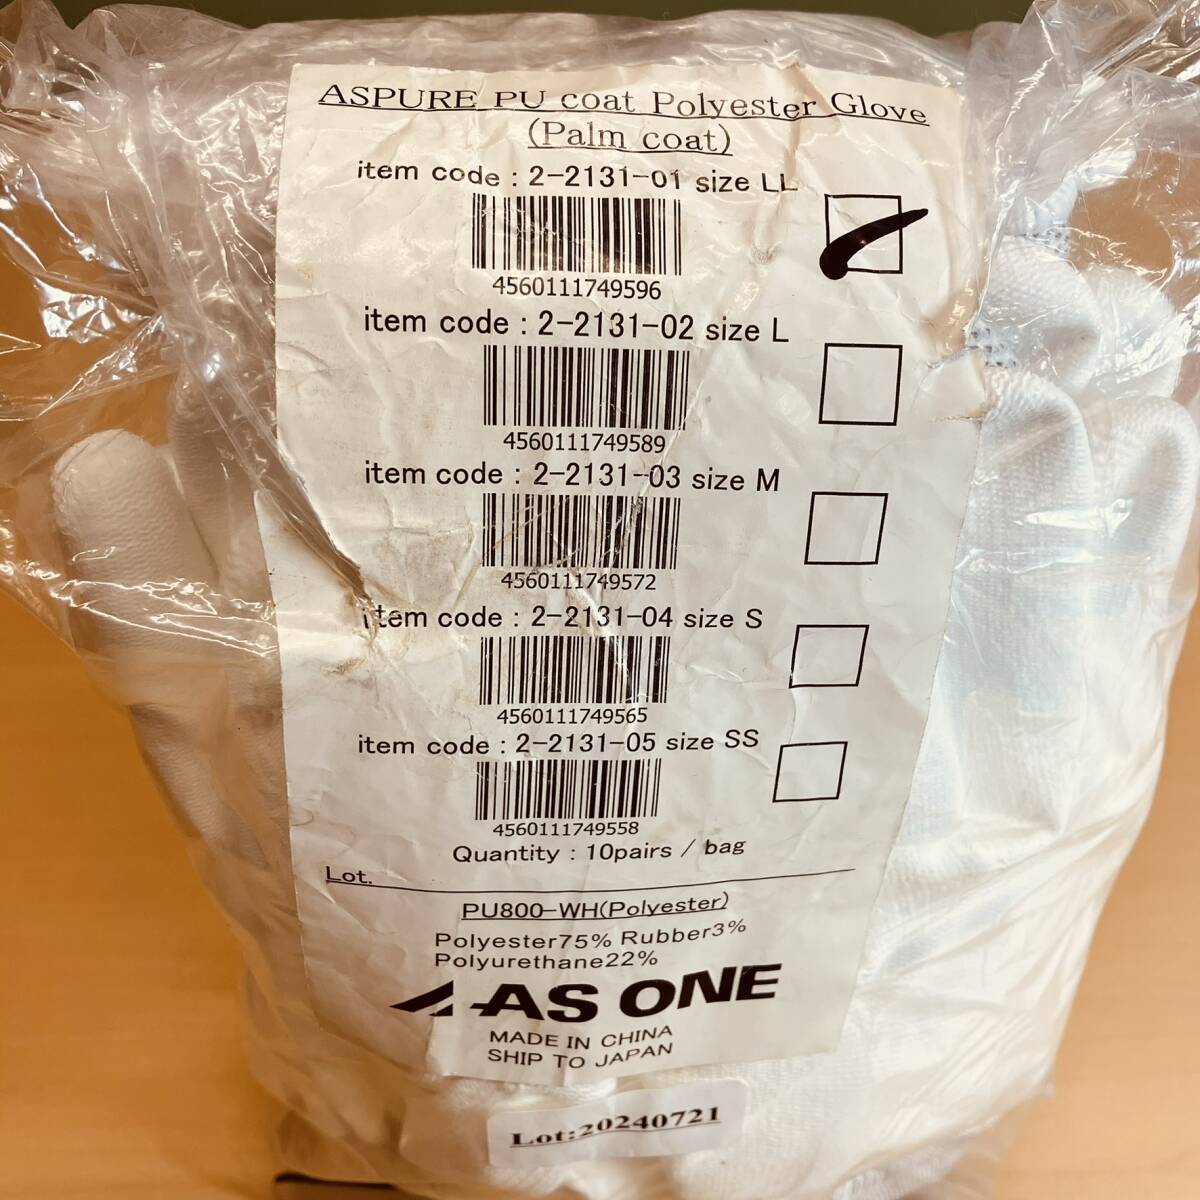 ASPURE PU coat Polyester Glove
(Palm coat)
item code : 2-2131-01 size LL
4560111749596
item code : 2-2131-02 size L
4560111749589
item code : 2-2131-03 size M
4560111749572
item code : 2-2131-04 size S
4560111749565
item code : 2-2131-05 size SS
4560111749558
Quantity : 10pairs / bag
Lot.
PU800-WH(Polyester)
Polyester75% Rubber3%
Polyurethane22%
AS ONE
MADE IN CHINA
SHIP TO JAPAN
Lot:20240721